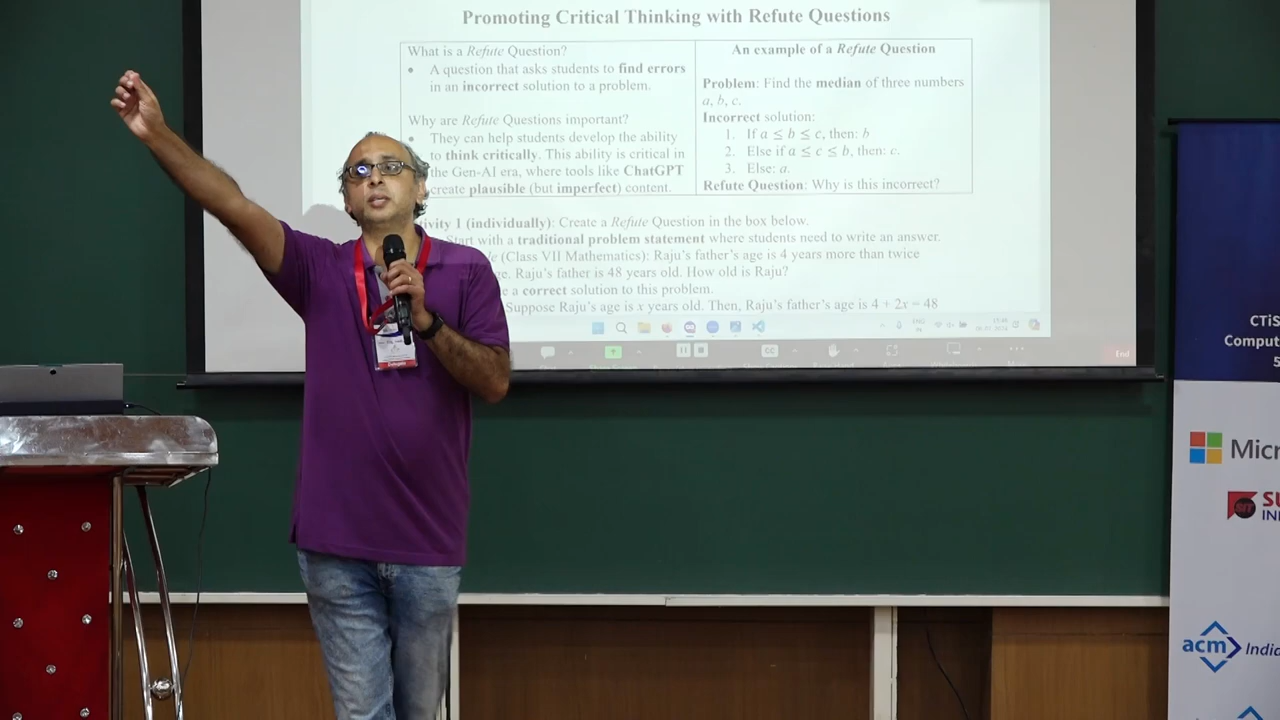 Promoting Critical Thinking with Refute Questions
What is a Refute Question?
• A question that asks students to find errors
in an incorrect solution to a problem.
Why are Refute Questions important?
• They can help students develop the ability
to think critically. This ability is critical in
the Gen-AI era, where tools like ChatGPT
create plausible (but imperfect) content.
An example of a Refute Question
Problem: Find the median of three numbers
a, b, c.
Incorrect solution:
1. If a ≤ b ≤ c, then: b
2. Else if a ≤ c ≤ b, then: c.
3. Else: a.
Refute Question: Why is this incorrect?
tivity 1 (individually): Create a Refute Question in the box below.
Start with a traditional problem statement where students need to write an answer.
le (Class VII Mathematics): Raju's father's age is 4 years more than twice
ge. Raju's father is 48 years old. How old is Raju?
e a correct solution to this problem.
Suppose Raju's age is x years old. Then, Raju's father's age is 4 + 2x = 48
End
CTiS
Comput
5
Micr
SU
INI
acm India